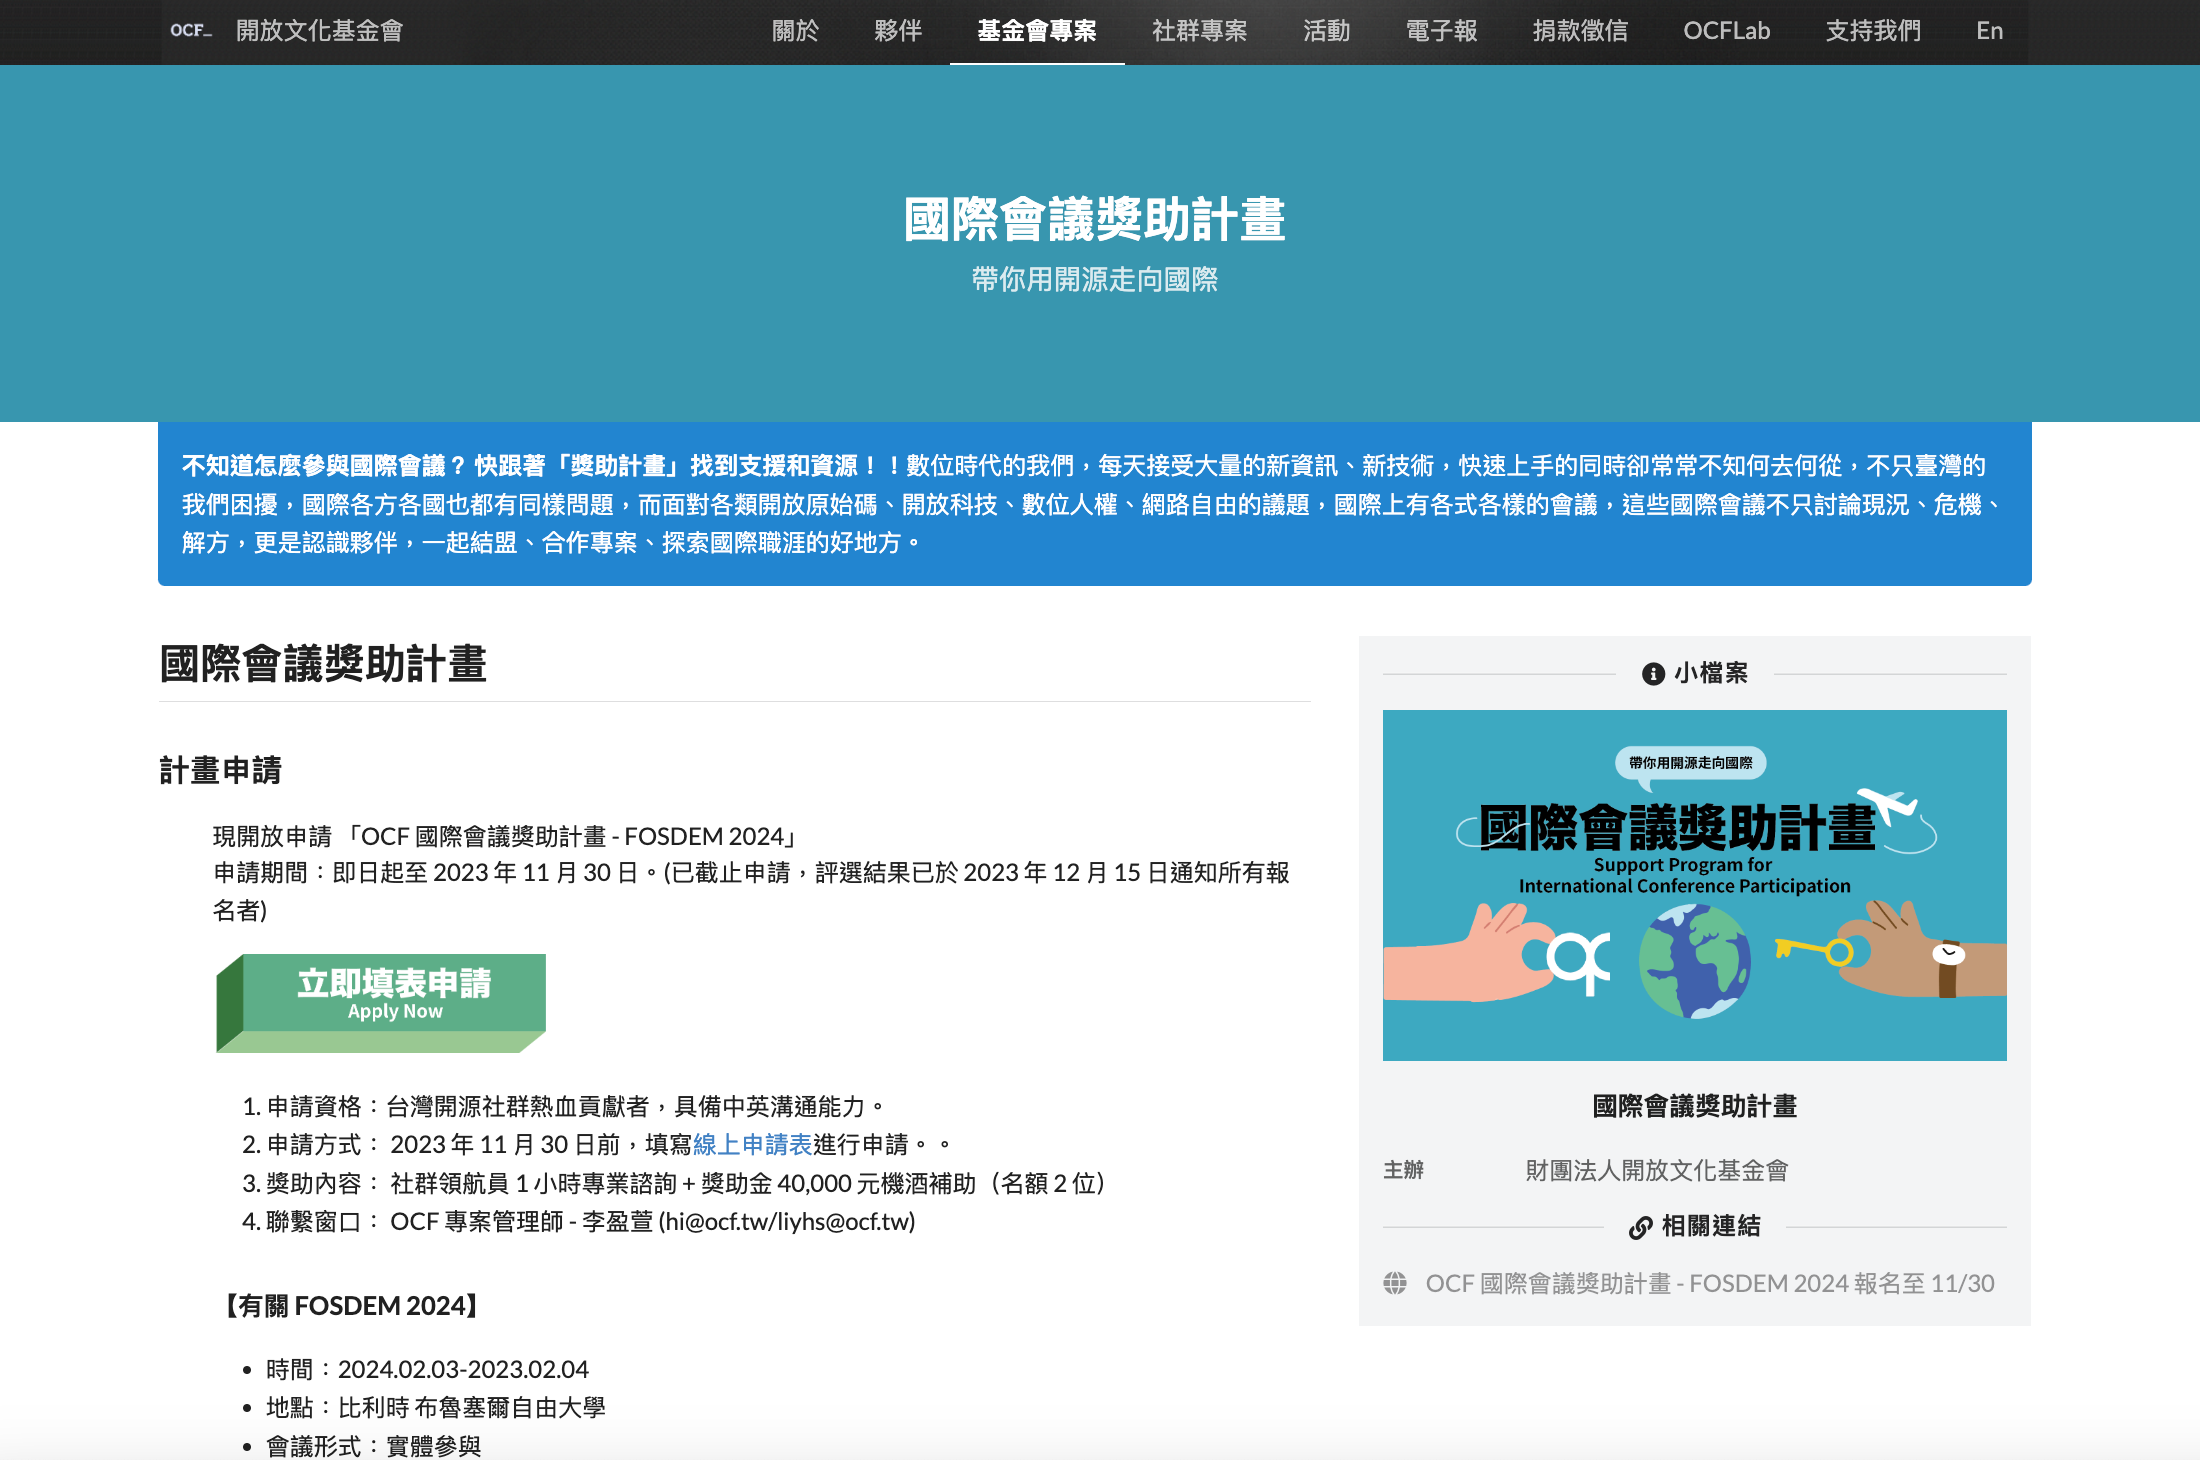 OCF_ 開放文化基金會 關於 夥伴 基金會專案 社群專案 活動 電子報 捐款徵信 OCFLab 支持我們 En
國際會議獎助計畫
帶你用開源走向國際
不知道怎麼參與國際會議？快跟著「獎助計畫」找到支援和資源！！數位時代的我們，每天接受大量的新資訊、新技術，快速上手的同時卻常常不知何去何從，不只臺灣的
我們困擾，國際各方各國也都有同樣問題，而面對各類開放原始碼、開放科技、數位人權、網路自由的議題，國際上有各式各樣的會議，這些國際會議不只討論現況、危機、
解方，更是認識夥伴，一起結盟、合作專案、探索國際職涯的好地方。
國際會議獎助計畫
計畫申請
現開放申請 「OCF 國際會議獎助計畫 - FOSDEM 2024」
申請期間：即日起至 2023 年 11 月 30 日。(已截止申請，評選結果已於 2023 年 12 月 15 日通知所有報
名者)
立即填表申請
Apply Now
1. 申請資格：台灣開源社群熱血貢獻者，具備中英溝通能力。
2. 申請方式： 2023 年 11 月 30 日前，填寫線上申請表進行申請。。
3. 獎助內容： 社群領航員 1 小時專業諮詢 + 獎助金 40,000 元機酒補助（名額 2 位）
4. 聯繫窗口： OCF 專案管理師 - 李盈萱 (hi@ocf.tw/liyhs@ocf.tw)
【有關 FOSDEM 2024】
• 時間：2024.02.03-2023.02.04
• 地點：比利時 布魯塞爾自由大學
• 會議形式：實體參與
小檔案
帶你用開源走向國際
國際會議獎助計畫
Support Program for
International Conference Participation
國際會議獎助計畫
主辦 財團法人開放文化基金會
相關連結
OCF 國際會議獎助計畫 - FOSDEM 2024 報名至 11/30